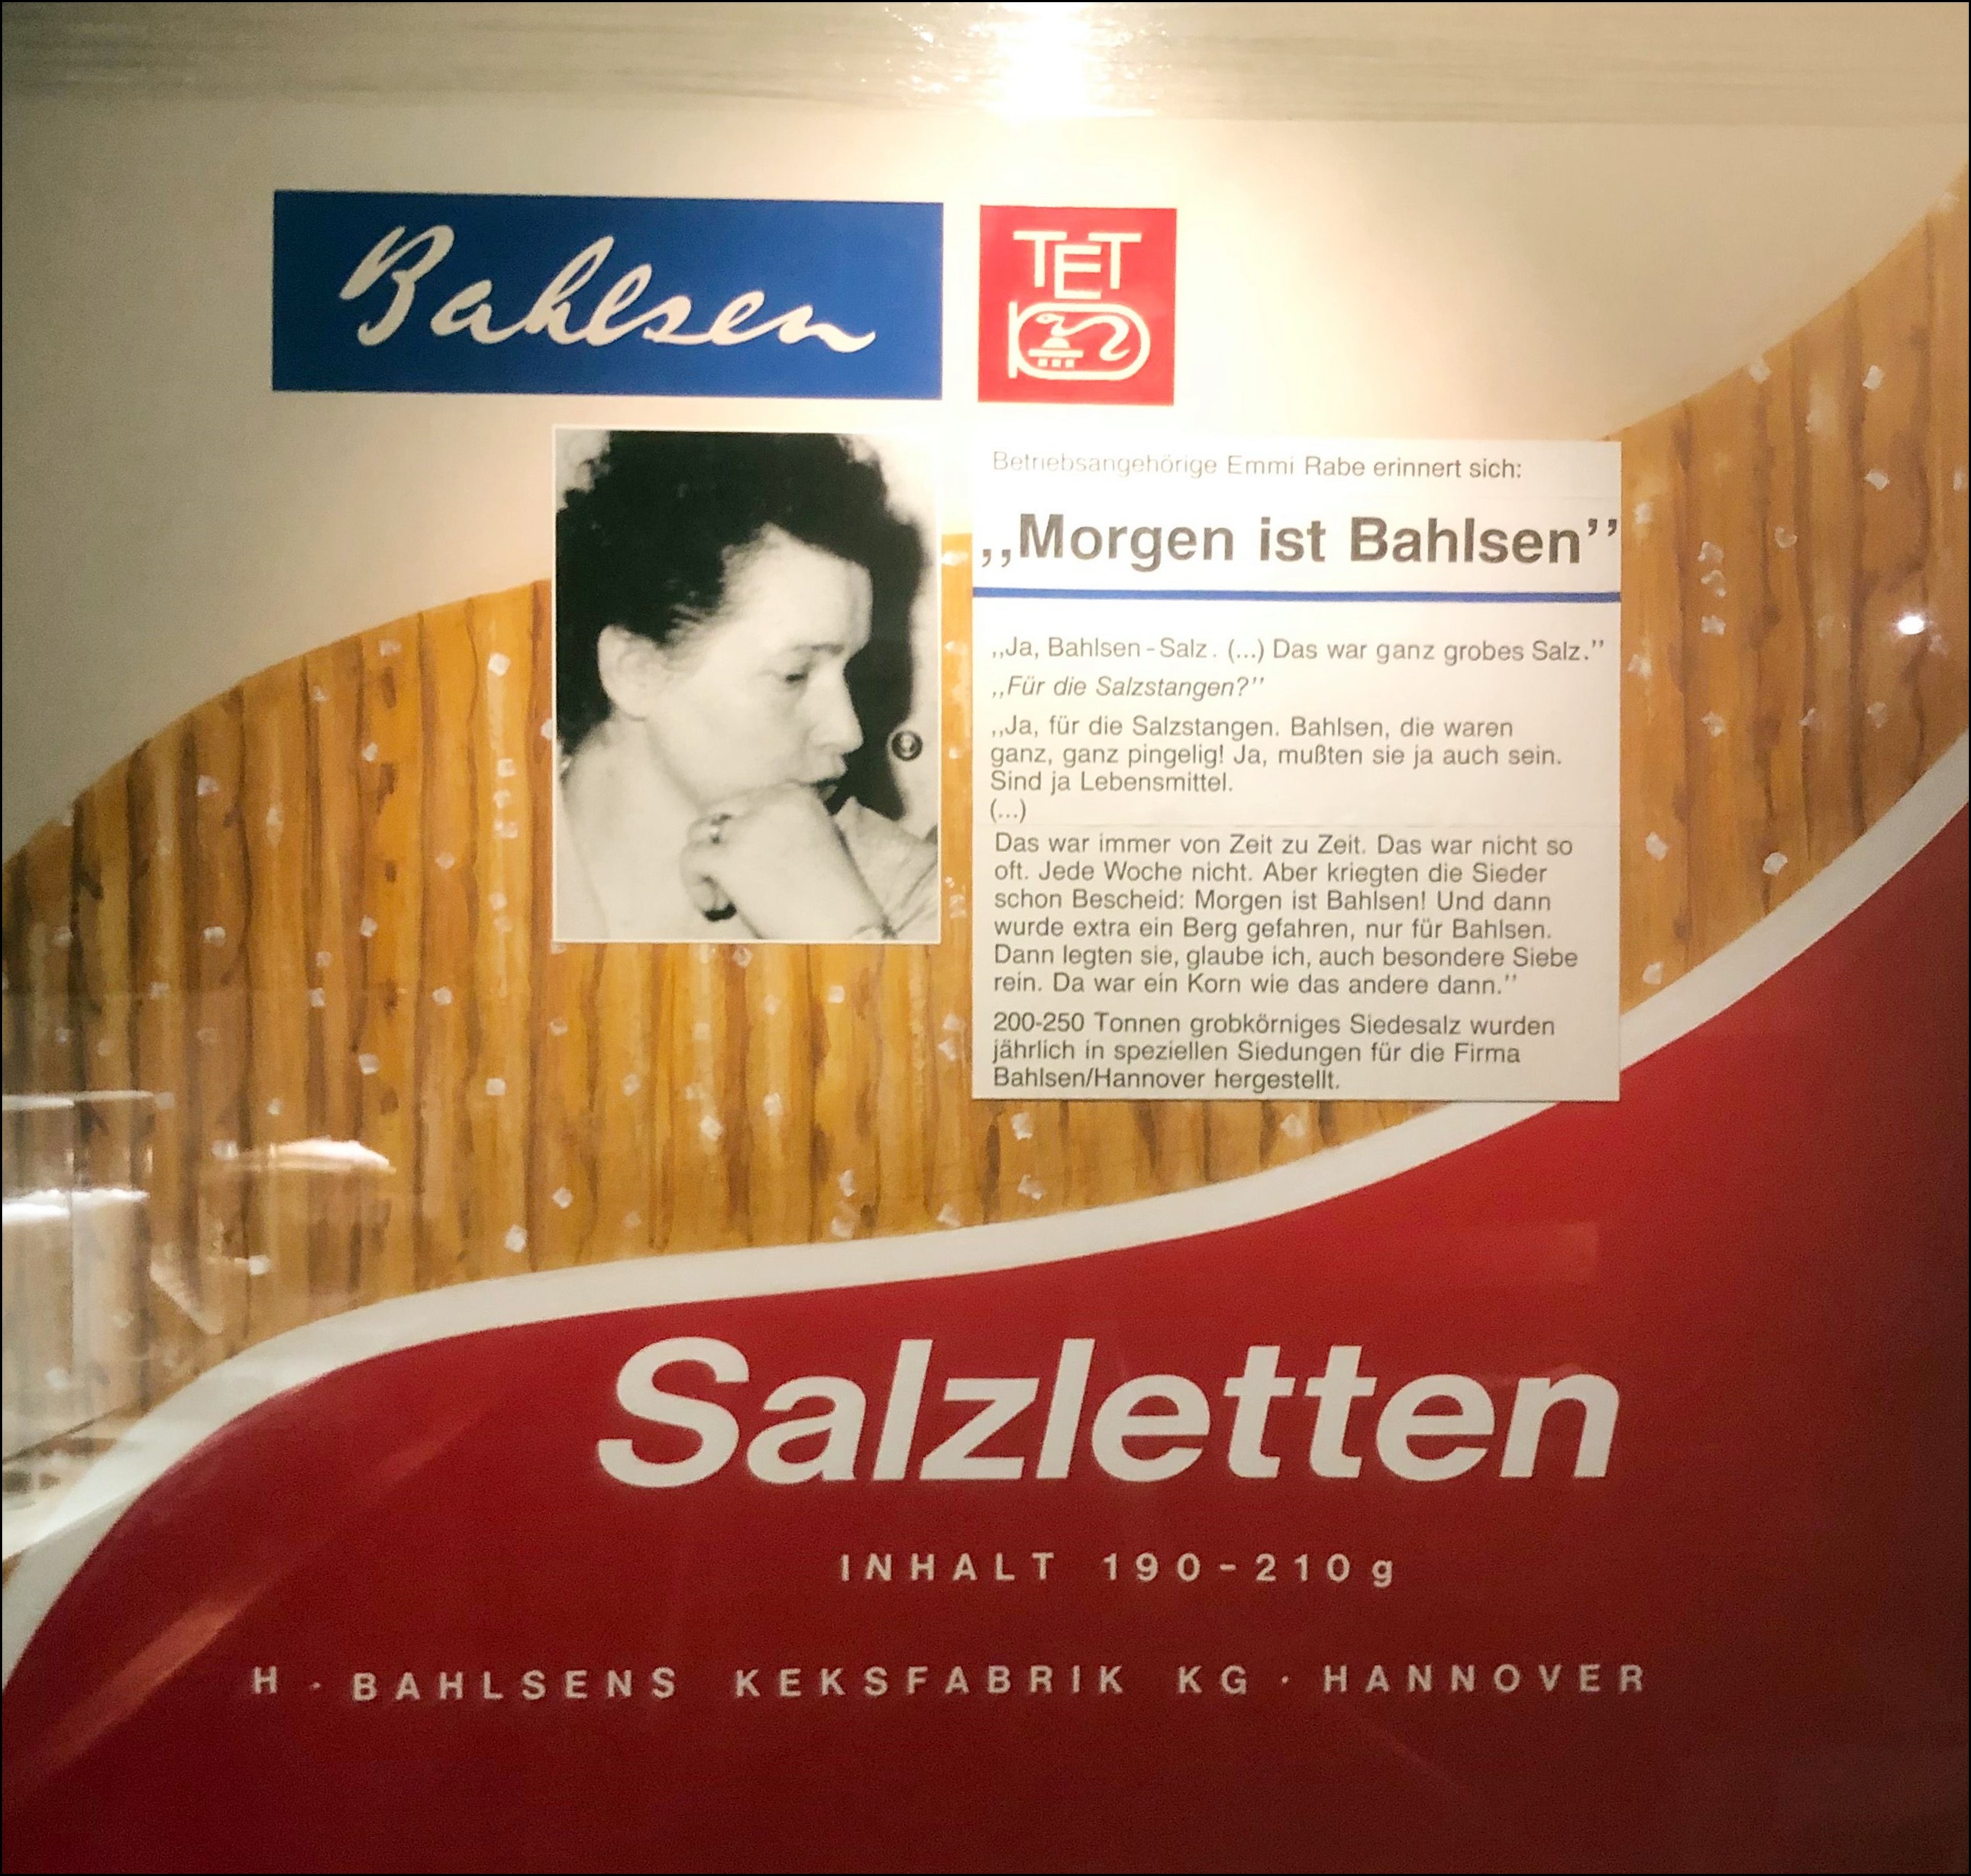 Bahlsen
TET
Betriebsangehörige Emmi Rabe erinnert sich:
,,Morgen ist Bahlsen’’
,,Ja, Bahlsen-Salz. (...) Das war ganz grobes Salz.’’
,,Für die Salzstangen?’’
,,Ja, für die Salzstangen. Bahlsen, die waren
ganz, ganz pingelig! Ja, mußten sie ja auch sein.
Sind ja Lebensmittel.
(...)
Das war immer von Zeit zu Zeit. Das war nicht so
oft. Jede Woche nicht. Aber kriegten die Sieder
schon Bescheid: Morgen ist Bahlsen! Und dann
wurde extra ein Berg gefahren, nur für Bahlsen.
Dann legten sie, glaube ich, auch besondere Siebe
rein. Da war ein Korn wie das andere dann.’’
200-250 Tonnen grobkörniges Siedesalz wurden
jährlich in speziellen Siedungen für die Firma
Bahlsen/Hannover hergestellt.
Salzletten
INHALT 190-210g
H. BAHLSENS KEKSFABRIK KG · HANNOVER